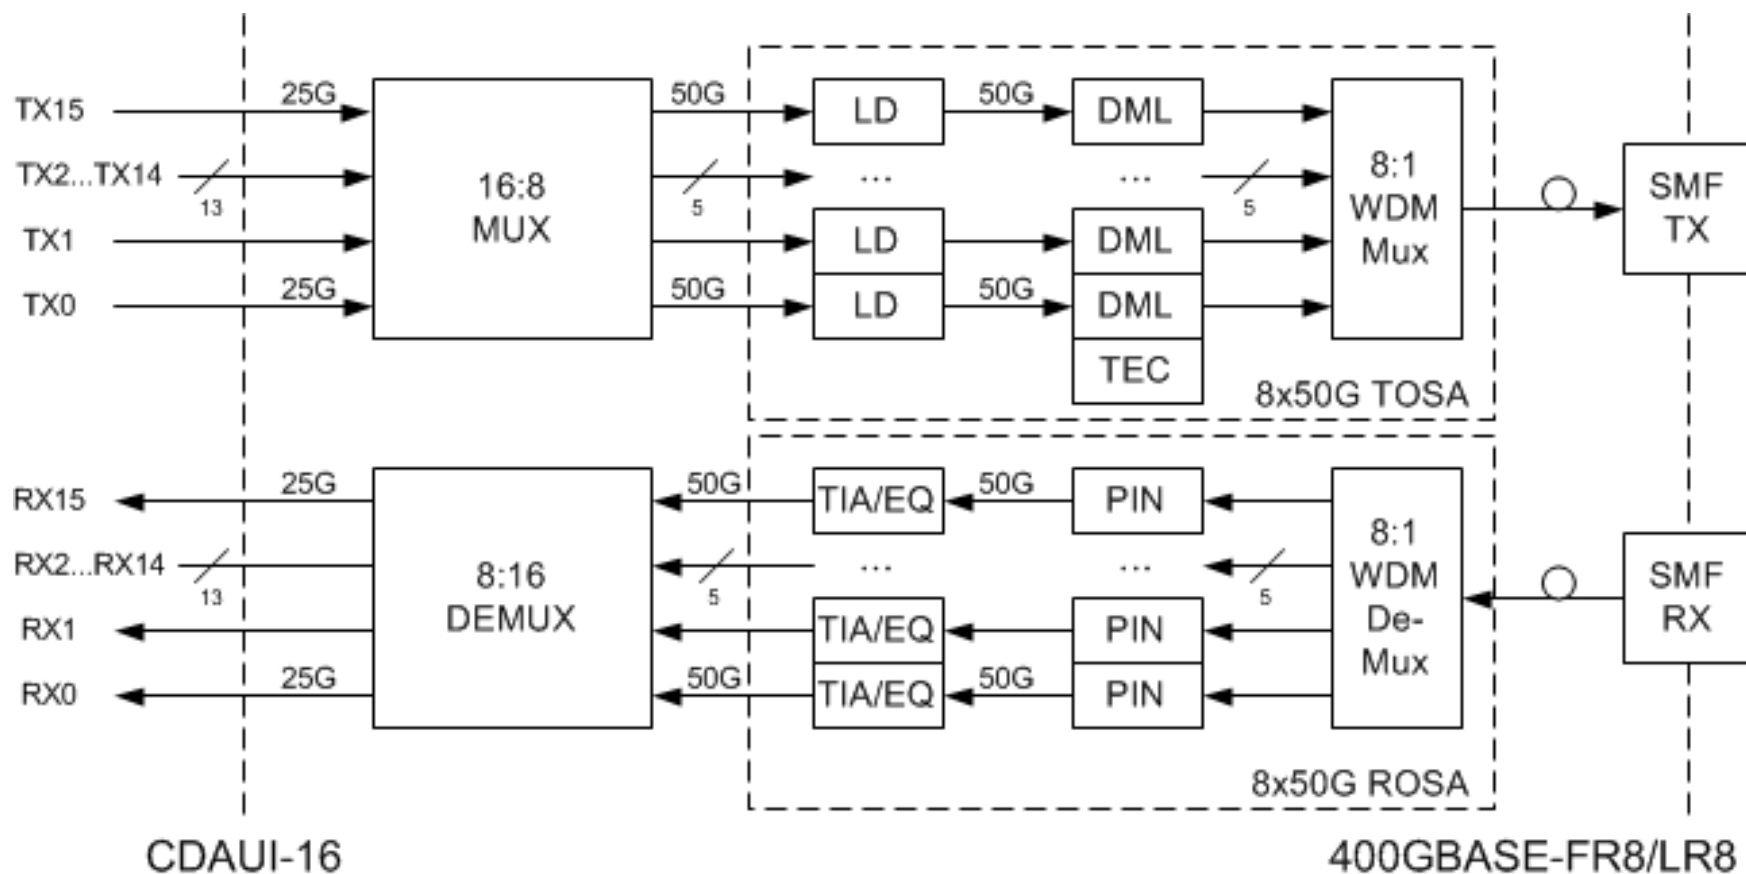 TX15
25G
50G
LD
50G
DML
TX2...TX14
13
16:8
MUX
5
...
...
5
8:1
WDM
Mux
SMF
TX
TX1
LD
DML
TX0
25G
50G
LD
50G
DML
TEC
8x50G TOSA
RX15
25G
50G
TIA/EQ
50G
PIN
RX2...RX14
13
8:16
DEMUX
5
...
...
5
8:1
WDM
De-
Mux
SMF
RX
RX1
TIA/EQ
PIN
RX0
25G
50G
TIA/EQ
50G
PIN
8x50G ROSA
CDAUI-16
400GBASE-FR8/LR8